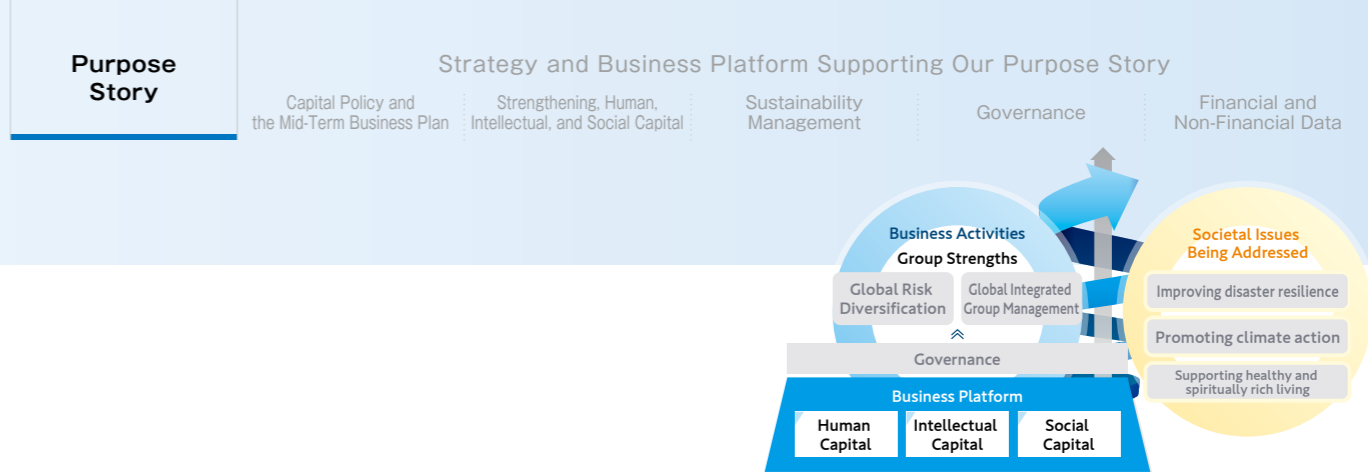 Purpose
Story
Strategy and Business Platform Supporting Our Purpose Story
Capital Policy and
the Mid-Term Business Plan
Strengthening, Human,
Intellectual, and Social Capital
Sustainability
Management
Governance
Financial and
Non-Financial Data
Business Activities
Group Strengths
Global Risk
Diversification
Global Integrated
Group Management
Governance
Business Platform
Human
Capital
Intellectual
Capital
Social
Capital
Societal Issues
Being Addressed
Improving disaster resilience
Promoting climate action
Supporting healthy and
spiritually rich living